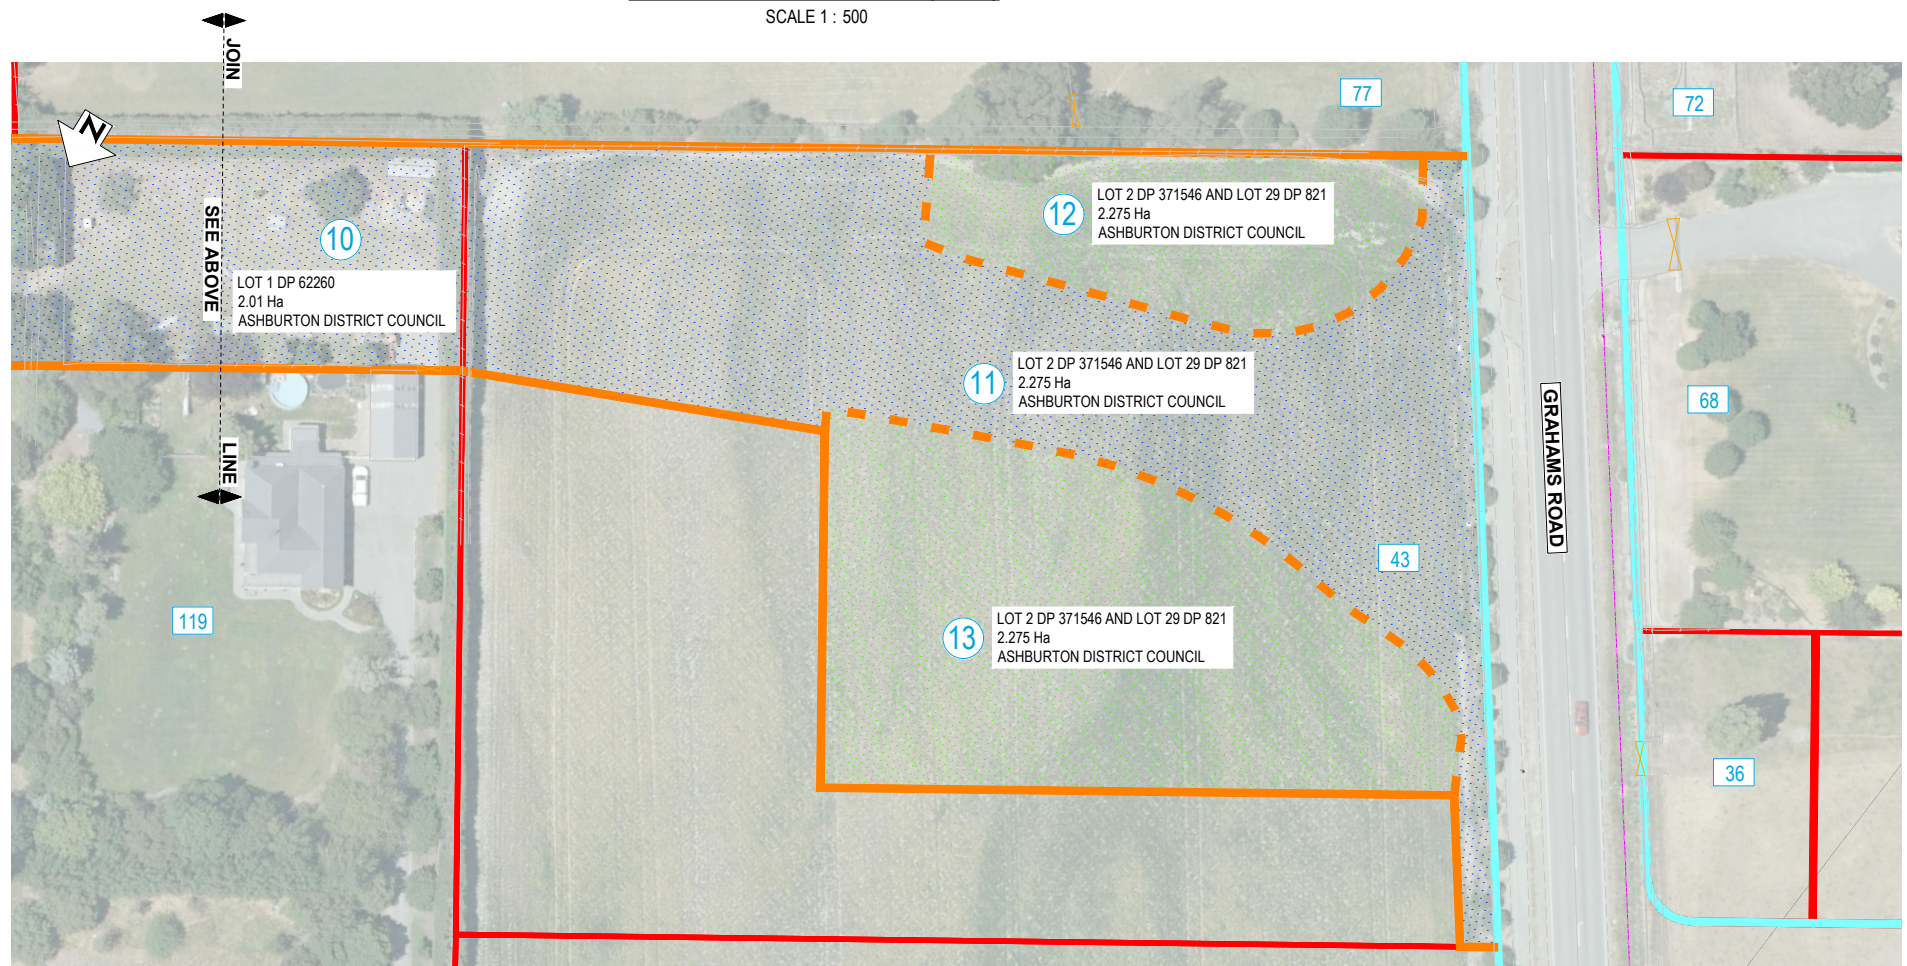 SCALE 1 : 500
JOIN
77
72
N
12
LOT 2 DP 371546 AND LOT 29 DP 821
2.275 Ha
ASHBURTON DISTRICT COUNCIL
10
SEE ABOVE
LOT 1 DP 62260
2.01 Ha
ASHBURTON DISTRICT COUNCIL
11
LOT 2 DP 371546 AND LOT 29 DP 821
2.275 Ha
ASHBURTON DISTRICT COUNCIL
GRAHAMS ROAD
68
LINE
43
119
13
LOT 2 DP 371546 AND LOT 29 DP 821
2.275 Ha
ASHBURTON DISTRICT COUNCIL
36